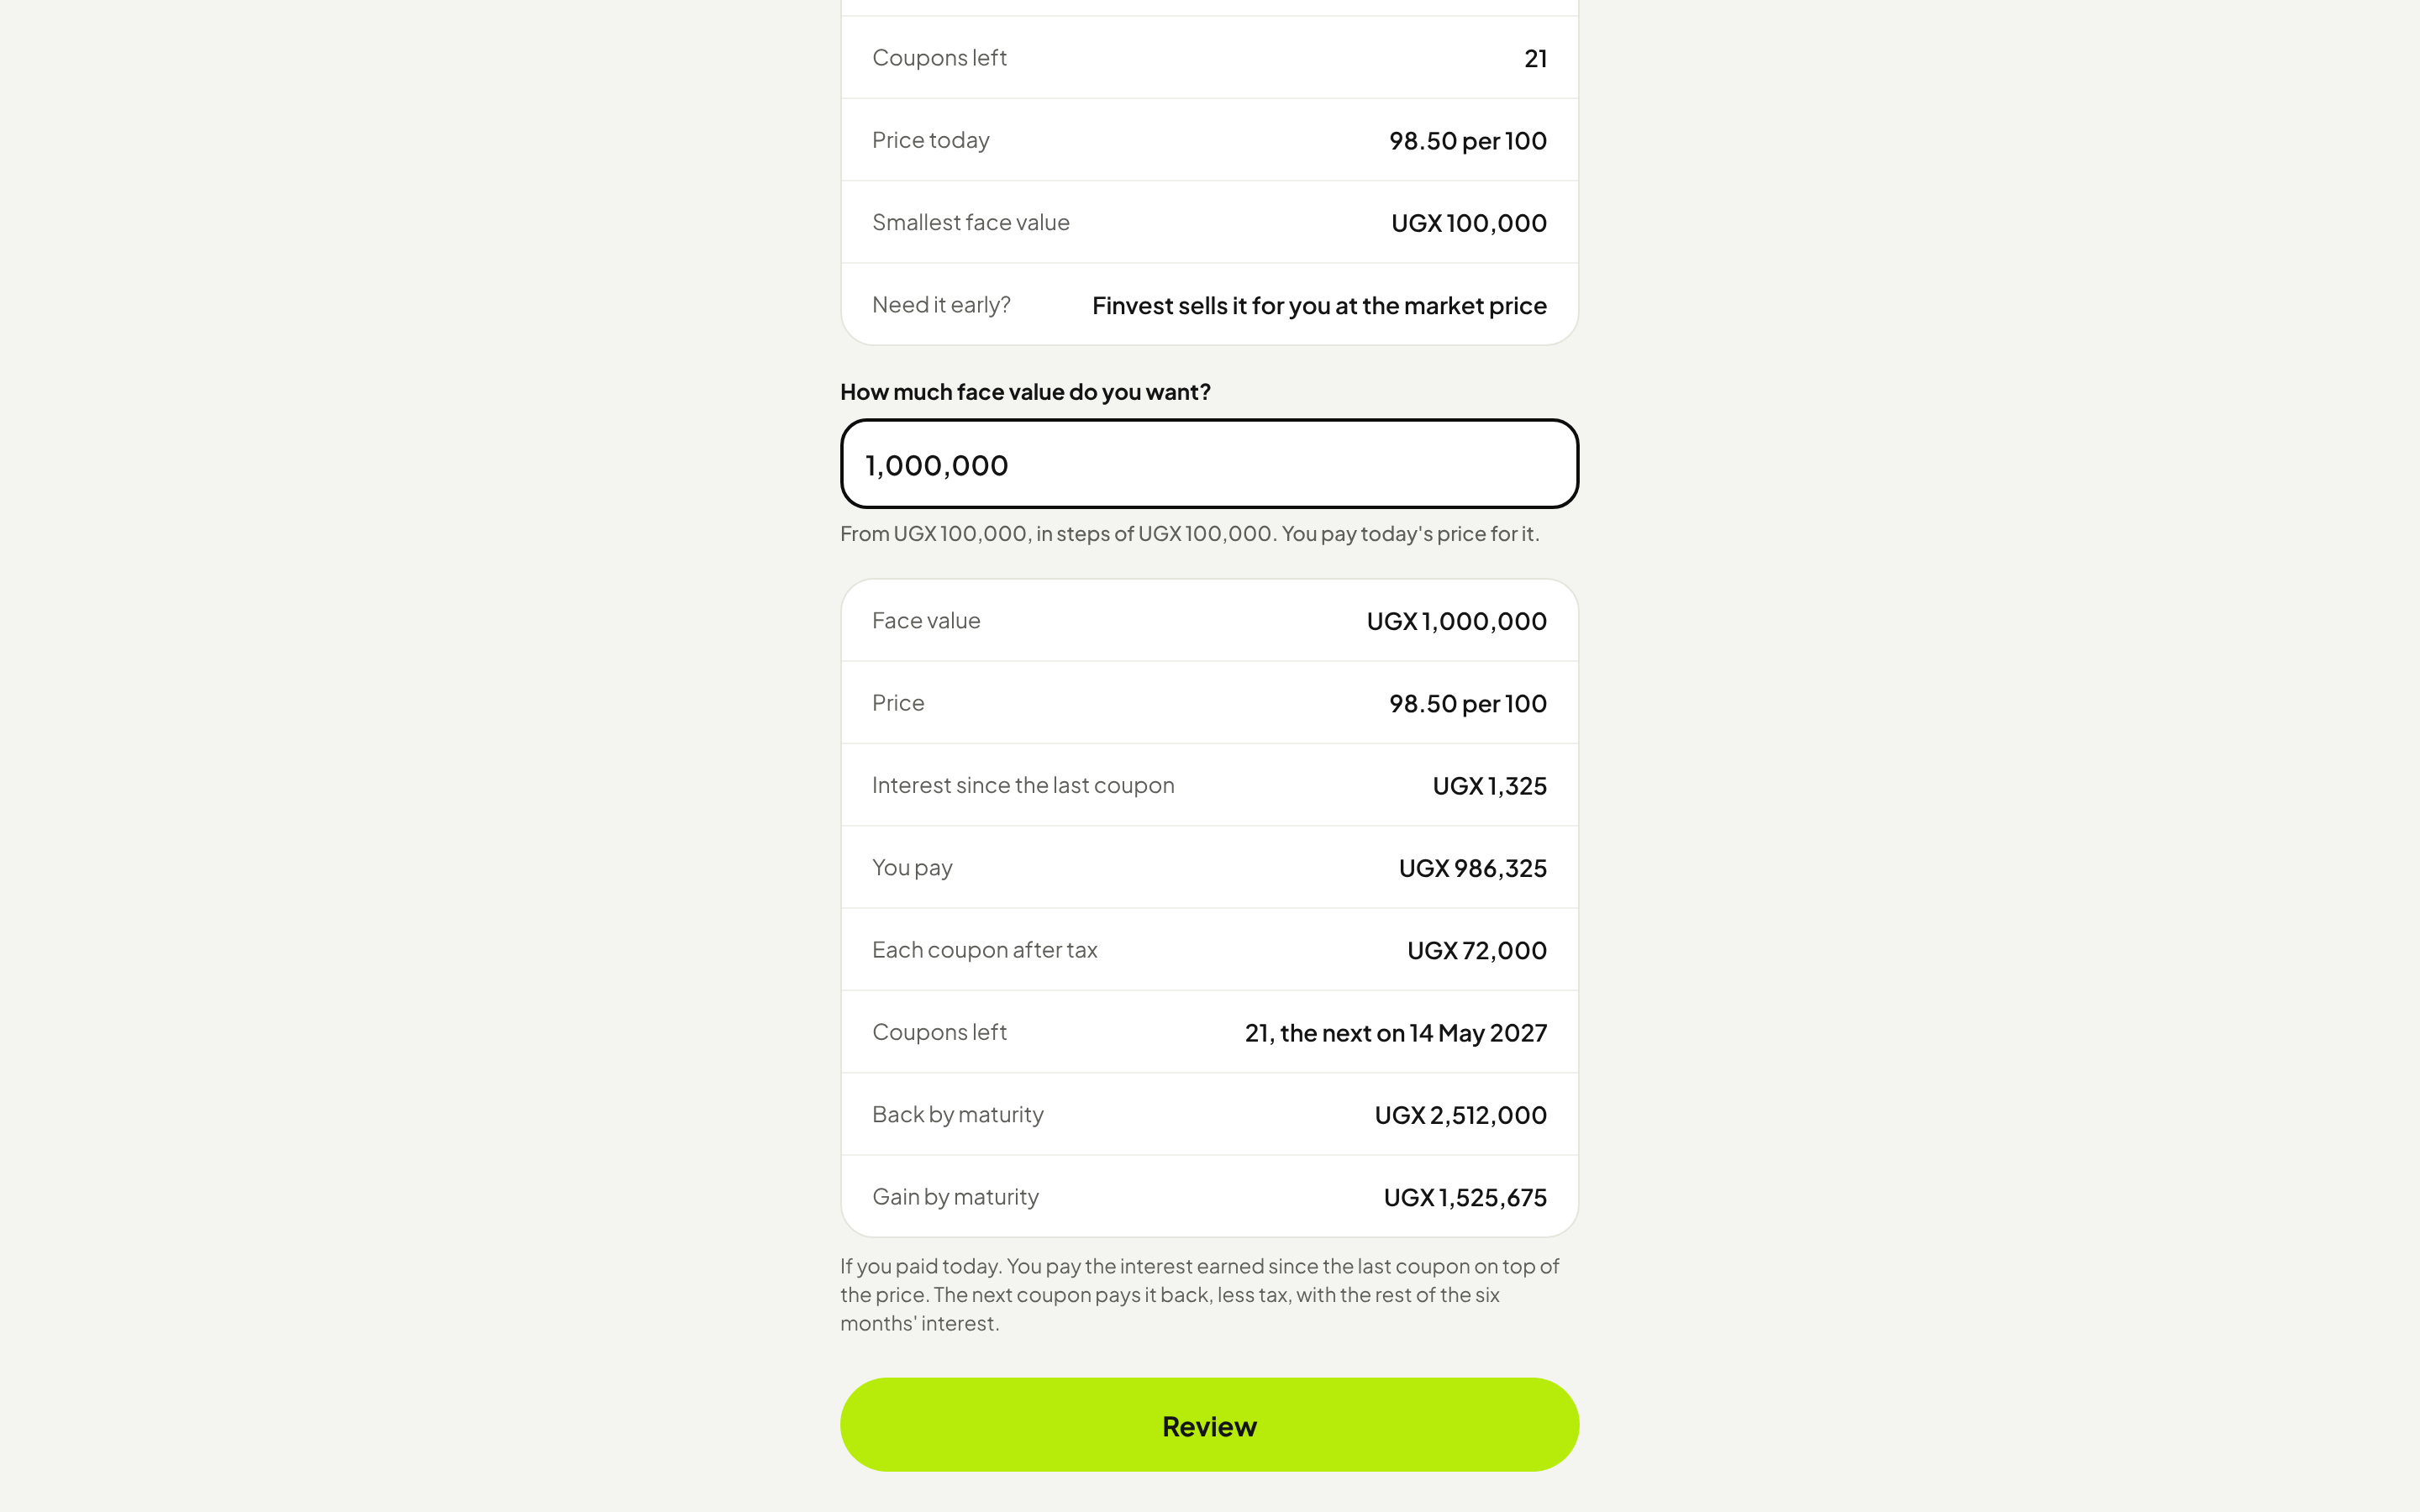 Coupons left 21
Price today 98.50 per 100
Smallest face value UGX 100,000
Need it early? Finvest sells it for you at the market price
How much face value do you want?
1,000,000
From UGX 100,000, in steps of UGX 100,000. You pay today's price for it.
Face value UGX 1,000,000
Price 98.50 per 100
Interest since the last coupon UGX 1,325
You pay UGX 986,325
Each coupon after tax UGX 72,000
Coupons left 21, the next on 14 May 2027
Back by maturity UGX 2,512,000
Gain by maturity UGX 1,525,675
If you paid today. You pay the interest earned since the last coupon on top of
the price. The next coupon pays it back, less tax, with the rest of the six
months' interest.
Review